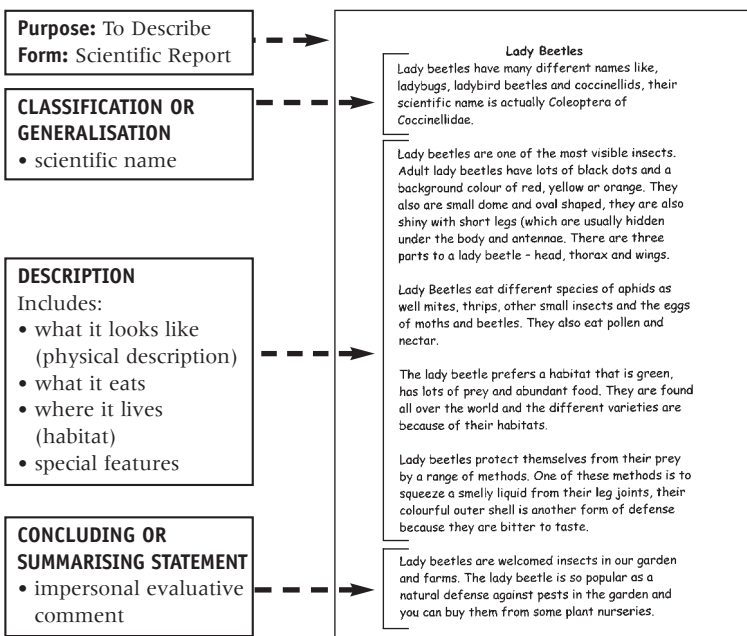 Purpose: To Describe
Form: Scientific Report
CLASSIFICATION OR
GENERALISATION
• scientific name
DESCRIPTION
Includes:
• what it looks like
(physical description)
• what it eats
• where it lives
(habitat)
• special features
CONCLUDING OR
SUMMARISING STATEMENT
• impersonal evaluative
comment
Lady Beetles
Lady beetles have many different names like,
ladybugs, ladybird beetles and coccinellids, their
scientific name is actually Coleoptera of
Coccinellidae.
Lady beetles are one of the most visible insects.
Adult lady beetles have lots of black dots and a
background colour of red, yellow or orange. They
also are small dome and oval shaped, they are also
shiny with short legs (which are usually hidden
under the body and antennae. There are three
parts to a lady beetle – head, thorax and wings.
Lady Beetles eat different species of aphids as
well mites, thrips, other small insects and the eggs
of moths and beetles. They also eat pollen and
nectar.
The lady beetle prefers a habitat that is green,
has lots of prey and abundant food. They are found
all over the world and the different varieties are
because of their habitats.
Lady beetles protect themselves from their prey
by a range of methods. One of these methods is to
squeeze a smelly liquid from their leg joints, their
colourful outer shell is another form of defense
because they are bitter to taste.
Lady beetles are welcomed insects in our garden
and farms. The lady beetle is so popular as a
natural defense against pests in the garden and
you can buy them from some plant nurseries.